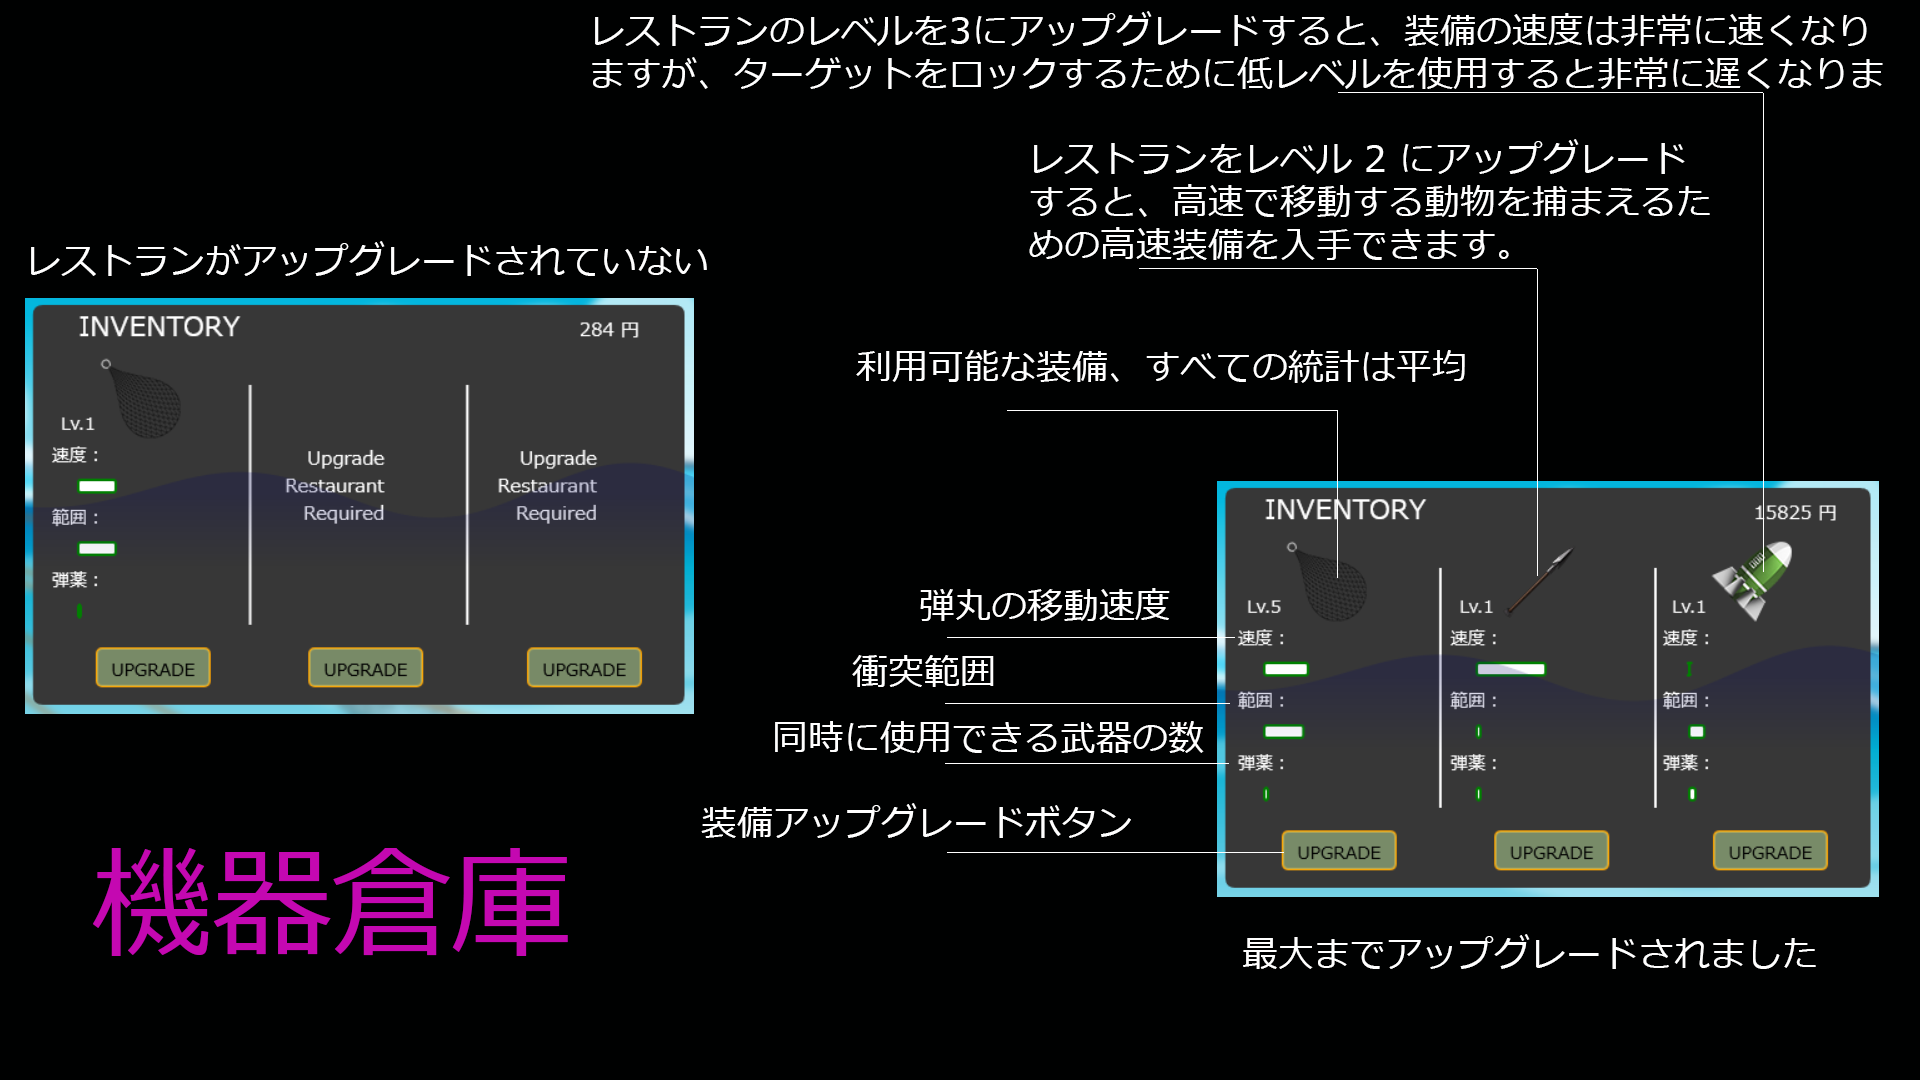 レストランのレベルを3にアップグレードすると、装備の速度は非常に速くなり
ますが、ターゲットをロックするために低レベルを使用すると非常に遅くなりま
レストランをレベル 2 にアップグレード
すると、高速で移動する動物を捕まえるた
めの高速装備を入手できます。
レストランがアップグレードされていない
INVENTORY
284 円
Lv.1
速度：
範囲：
弾薬：
Upgrade
Restaurant
Required
Upgrade
Restaurant
Required
UPGRADE
UPGRADE
UPGRADE
利用可能な装備、すべての統計は平均
弾丸の移動速度
衝突範囲
同時に使用できる武器の数
装備アップグレードボタン
INVENTORY
15825 円
Lv.5
速度：
範囲：
弾薬：
Lv.1
速度：
範囲：
弾薬：
Lv.1
速度：
範囲：
弾薬：
UPGRADE
UPGRADE
UPGRADE
機器倉庫
最大までアップグレードされました